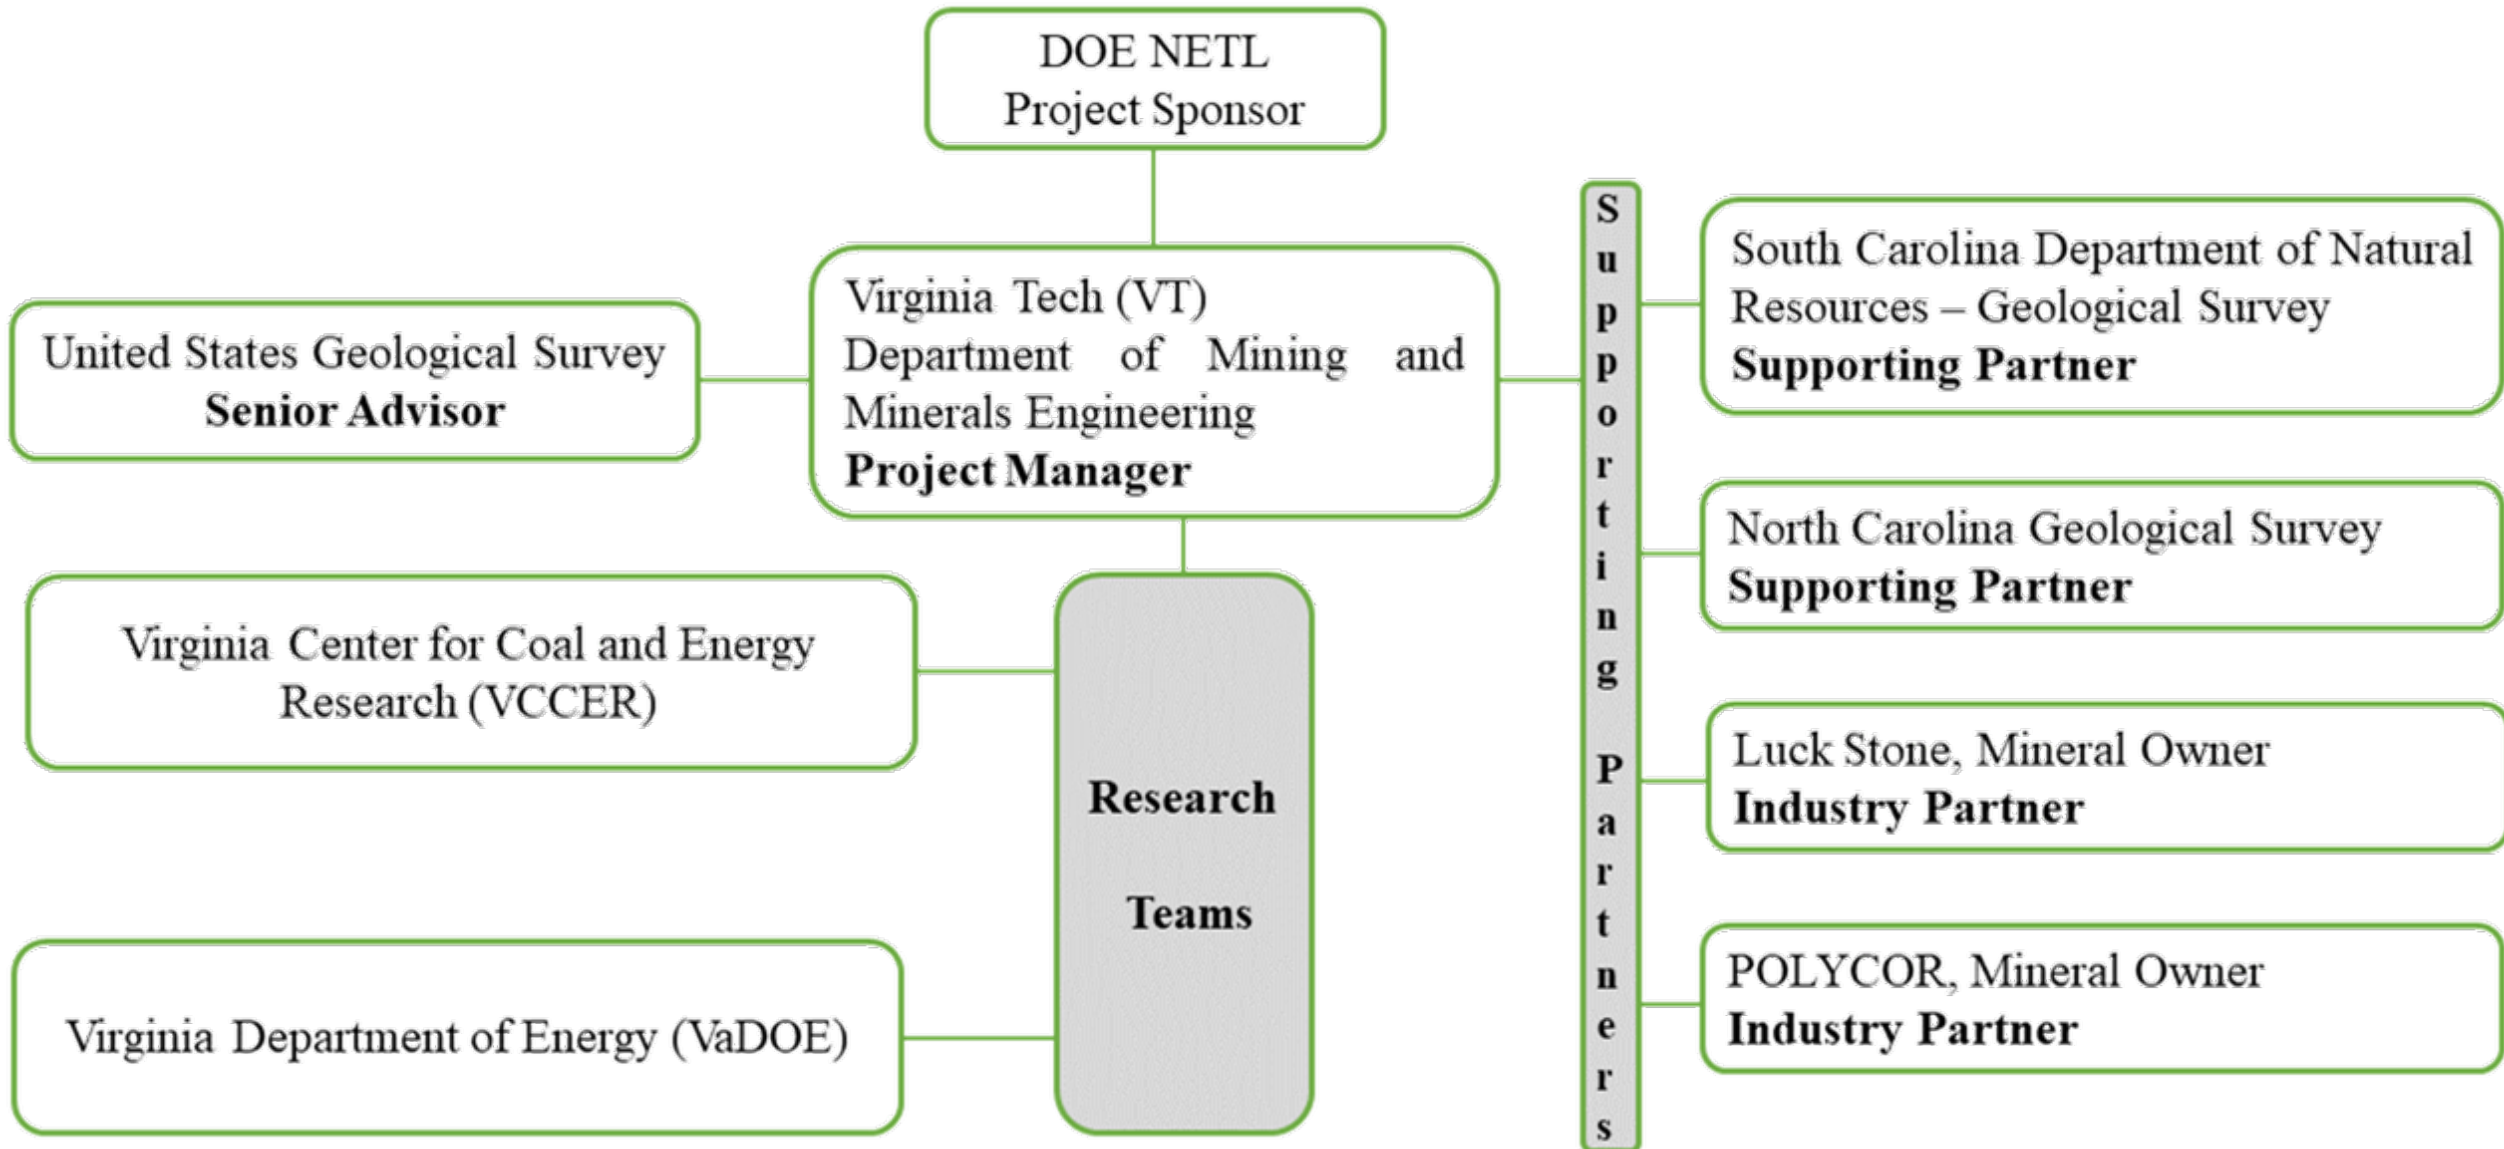 DOE NETL
Project Sponsor
United States Geological Survey
Senior Advisor
Virginia Tech (VT)
Department of Mining and
Minerals Engineering
Project Manager
Virginia Center for Coal and Energy
Research (VCCER)
Virginia Department of Energy (VaDOE)
Research
Teams
Supporting Partners
South Carolina Department of Natural
Resources – Geological Survey
Supporting Partner
North Carolina Geological Survey
Supporting Partner
Luck Stone, Mineral Owner
Industry Partner
POLYCOR, Mineral Owner
Industry Partner